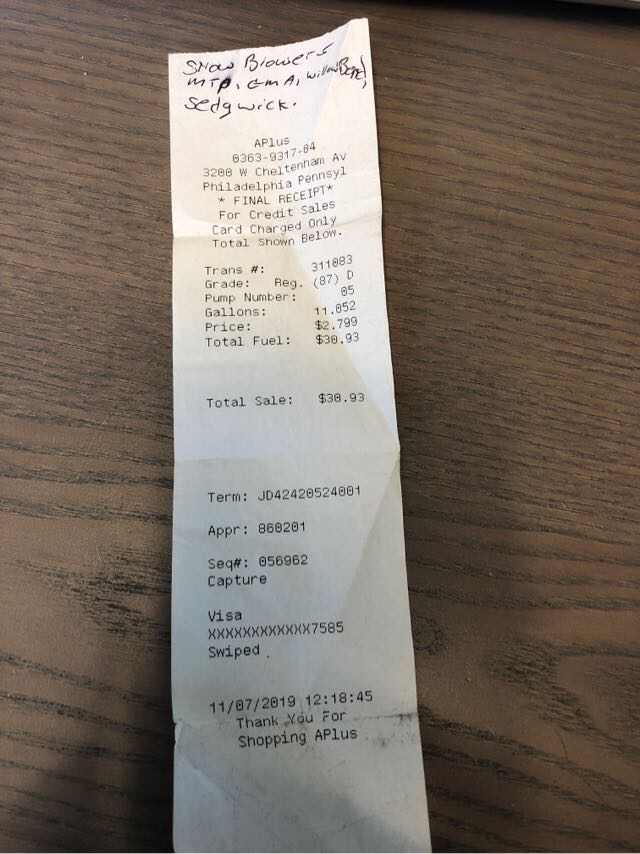 Snow Blowers
MTP, EMA, Willow Bend,
Sedgwick.
APlus
0363-9317-04
3200 W Cheltenham Av
Philadelphia Pennsyl
* FINAL RECEIPT*
For Credit Sales
Card Charged Only
Total Shown Below.
Trans #: 311083
Grade: Reg. (87) D
Pump Number: 05
Gallons: 11.052
Price: $2.799
Total Fuel: $30.93
Total Sale: $30.93
Term: JD42420524001
Appr: 860201
Seq#: 056962
Capture
Visa
XXXXXXXXXXXX7585
Swiped
11/07/2019 12:18:45
Thank You For
Shopping APlus